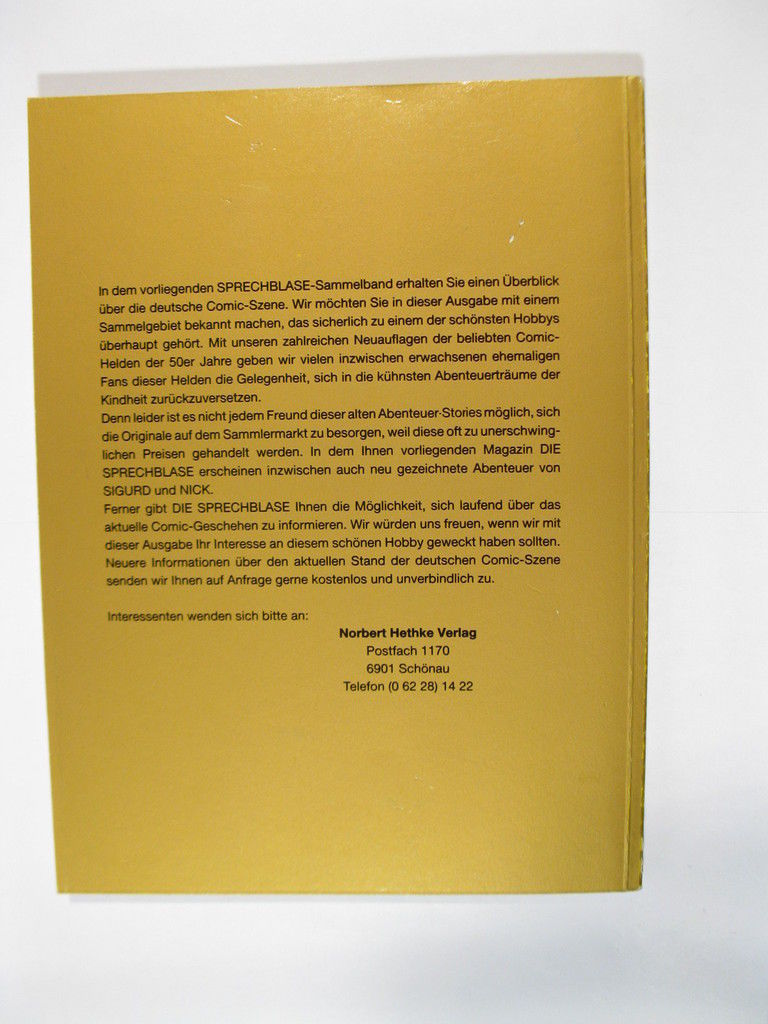 In dem vorliegenden SPRECHBLASE-Sammelband erhalten Sie einen Überblick
über die deutsche Comic-Szene. Wir möchten Sie in dieser Ausgabe mit einem
Sammelgebiet bekannt machen, das sicherlich zu einem der schönsten Hobbys
überhaupt gehört. Mit unseren zahlreichen Neuauflagen der beliebten Comic-
Helden der 50er Jahre geben wir vielen inzwischen erwachsenen ehemaligen
Fans dieser Helden die Gelegenheit, sich in die kühnsten Abenteuerträume der
Kindheit zurückzuversetzen.
Denn leider ist es nicht jedem Freund dieser alten Abenteuer-Stories möglich, sich
die Originale auf dem Sammlermarkt zu besorgen, weil diese oft zu unerschwing-
lichen Preisen gehandelt werden. In dem Ihnen vorliegenden Magazin DIE
SPRECHBLASE erscheinen inzwischen auch neu gezeichnete Abenteuer von
SIGURD und NICK.
Ferner gibt DIE SPRECHBLASE Ihnen die Möglichkeit, sich laufend über das
aktuelle Comic-Geschehen zu informieren. Wir würden uns freuen, wenn wir mit
dieser Ausgabe Ihr Interesse an diesem schönen Hobby geweckt haben sollten.
Neuere Informationen über den aktuellen Stand der deutschen Comic-Szene
senden wir Ihnen auf Anfrage gerne kostenlos und unverbindlich zu.
Interessenten wenden sich bitte an:
Norbert Hethke Verlag
Postfach 1170
6901 Schönau
Telefon (0 62 28) 14 22